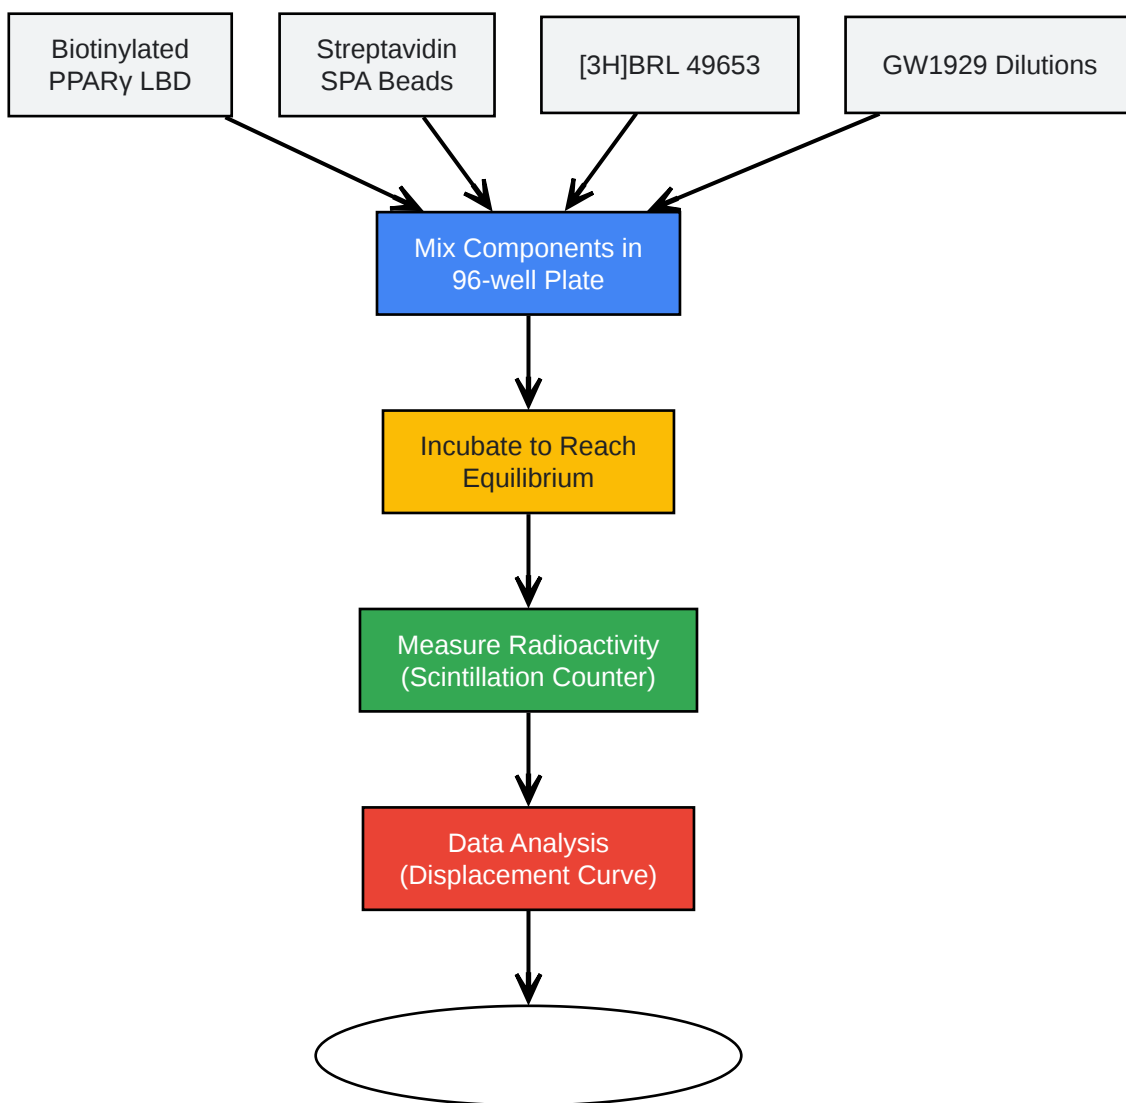 Biotinylated
PPARγ LBD
Streptavidin
SPA Beads
[3H]BRL 49653
GW1929 Dilutions
Mix Components in
96-well Plate
Incubate to Reach
Equilibrium
Measure Radioactivity
(Scintillation Counter)
Data Analysis
(Displacement Curve)